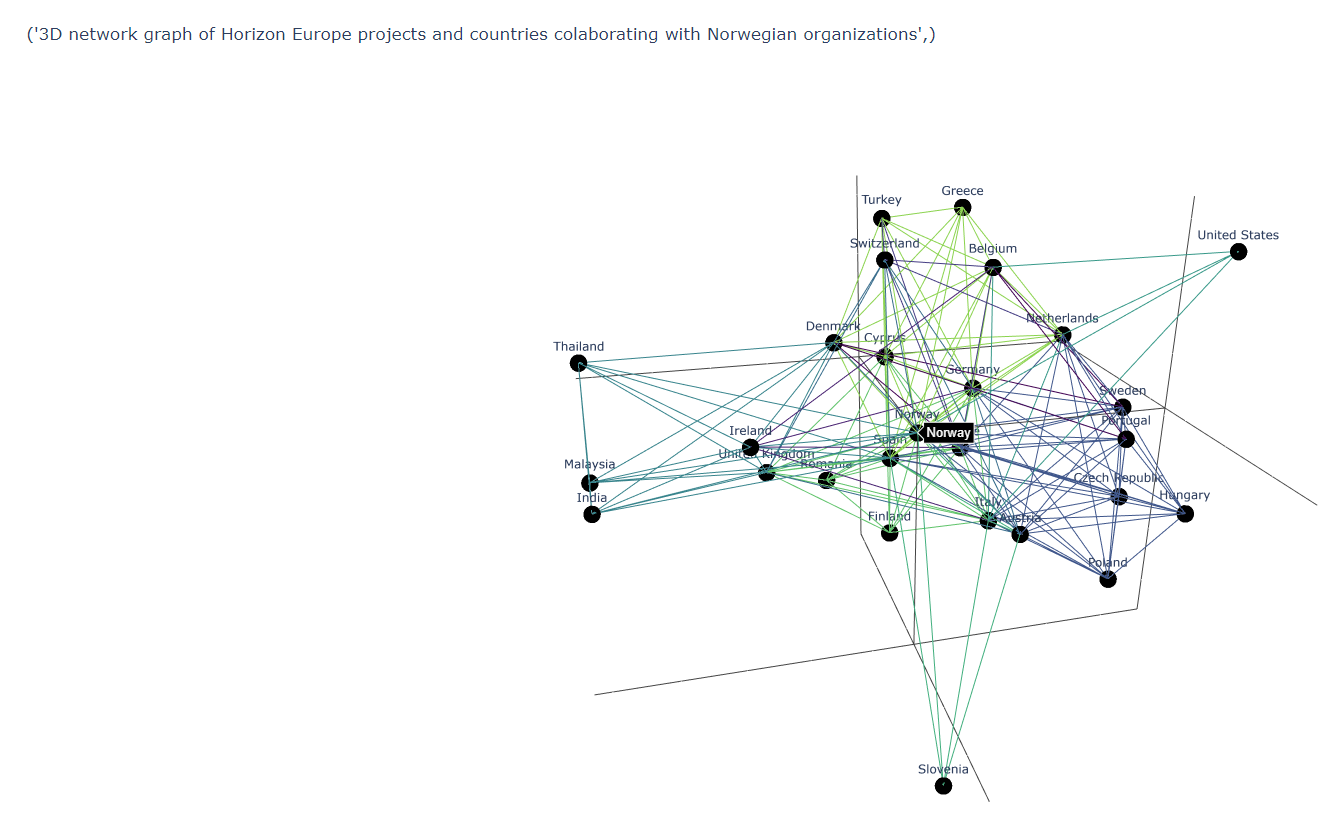 ('3D network graph of Horizon Europe projects and countries colaborating with Norwegian organizations',)
Greece
Turkey
United States
Switzerland
Belgium
Netherlands
Denmark
Cyprus
Thailand
Germany
Sweden
Norway
Portugal
Ireland
Norway
Spain
United Kingdom
Romania
Malaysia
Czech Republic
India
Hungary
Italy
Finland
Austria
Poland
Slovenia